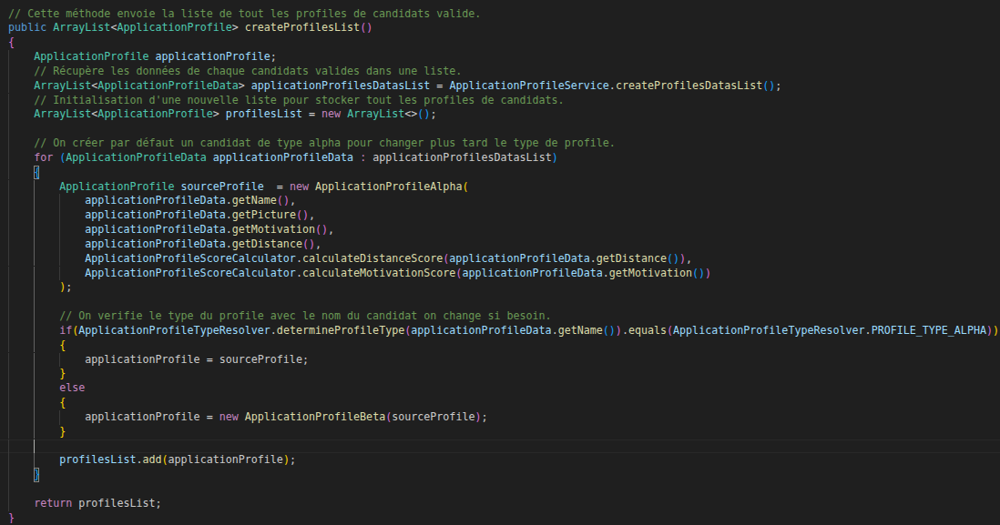 // Cette méthode envoie la liste de tout les profiles de candidats valide.
public ArrayList<ApplicationProfile> createProfilesList()
{
    ApplicationProfile applicationProfile;
    // Récupère les données de chaque candidats valides dans une liste.
    ArrayList<ApplicationProfileData> applicationProfilesDatasList = ApplicationProfileService.createProfilesDatasList();
    // Initialisation d'une nouvelle liste pour stocker tout les profiles de candidats.
    ArrayList<ApplicationProfile> profilesList = new ArrayList<>();

    // On créer par défaut un candidat de type alpha pour changer plus tard le type de profile.
    for (ApplicationProfileData applicationProfileData : applicationProfilesDatasList)
    {
        ApplicationProfile sourceProfile  = new ApplicationProfileAlpha(
            applicationProfileData.getName(),
            applicationProfileData.getPicture(),
            applicationProfileData.getMotivation(),
            applicationProfileData.getDistance(),
            ApplicationProfileScoreCalculator.calculateDistanceScore(applicationProfileData.getDistance()),
            ApplicationProfileScoreCalculator.calculateMotivationScore(applicationProfileData.getMotivation())
        );

        // On verifie le type du profile avec le nom du candidat on change si besoin.
        if(ApplicationProfileTypeResolver.determineProfileType(applicationProfileData.getName()).equals(ApplicationProfileTypeResolver.PROFILE_TYPE_ALPHA))
        {
            applicationProfile = sourceProfile;
        }
        else
        {
            applicationProfile = new ApplicationProfileBeta(sourceProfile);
        }

        profilesList.add(applicationProfile);
    }

    return profilesList;
}